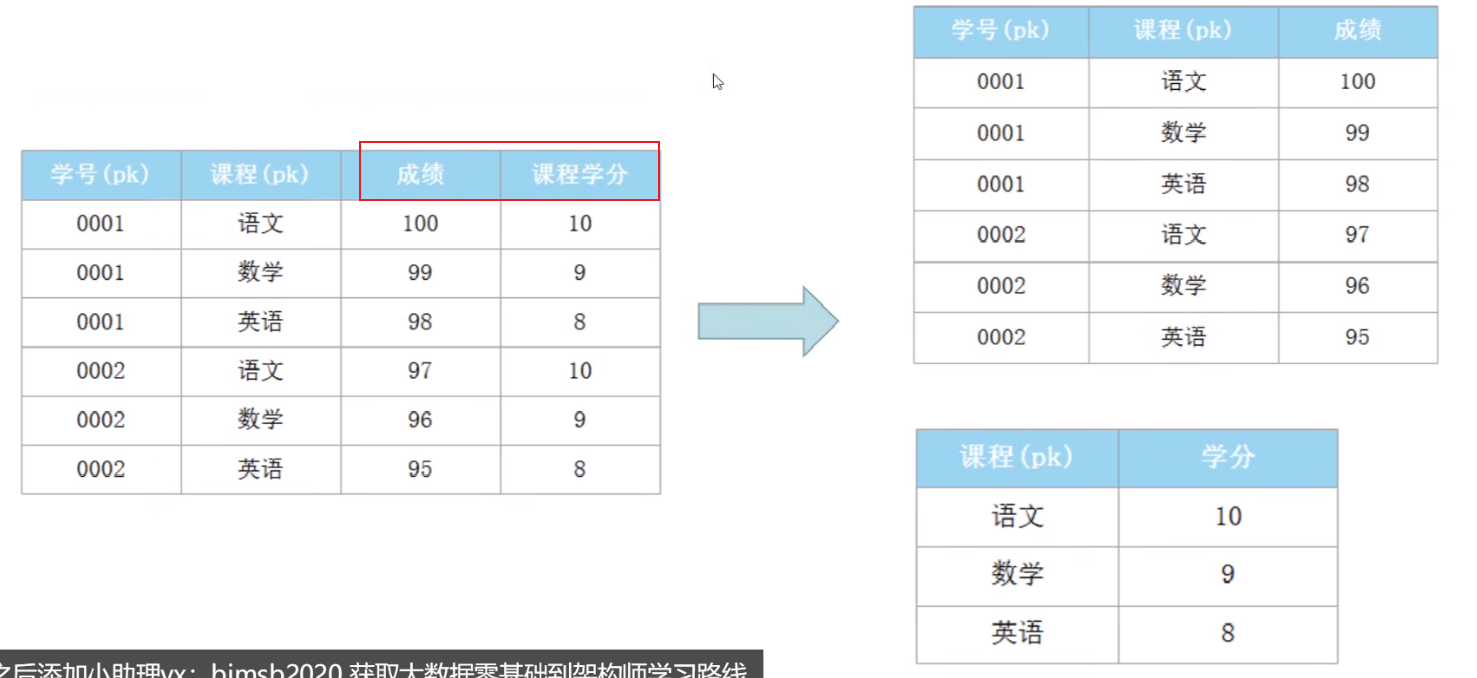 学号(pk) 课程(pk) 成绩 课程学分
0001 语文 100 10
0001 数学 99 9
0001 英语 98 8
0002 语文 97 10
0002 数学 96 9
0002 英语 95 8
学号(pk) 课程(pk) 成绩
0001 语文 100
0001 数学 99
0001 英语 98
0002 语文 97
0002 数学 96
0002 英语 95
课程(pk) 学分
语文 10
数学 9
英语 8
之后添加小助理vx：bjmsb2020 获取大数据零基础到架构师学习路线